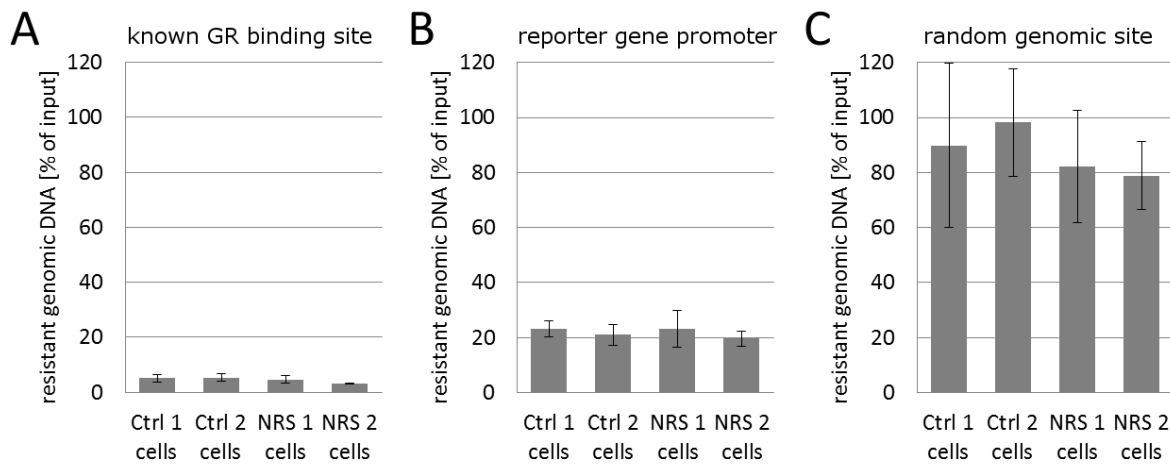 A
known GR binding site
resistant genomic DNA [% of input]
120
100
80
60
40
20
0
Ctrl 1 cells
Ctrl 2 cells
NRS 1 cells
NRS 2 cells
B
reporter gene promoter
resistant genomic DNA [% of input]
120
100
80
60
40
20
0
Ctrl 1 cells
Ctrl 2 cells
NRS 1 cells
NRS 2 cells
C
random genomic site
resistant genomic DNA [% of input]
120
100
80
60
40
20
0
Ctrl 1 cells
Ctrl 2 cells
NRS 1 cells
NRS 2 cells